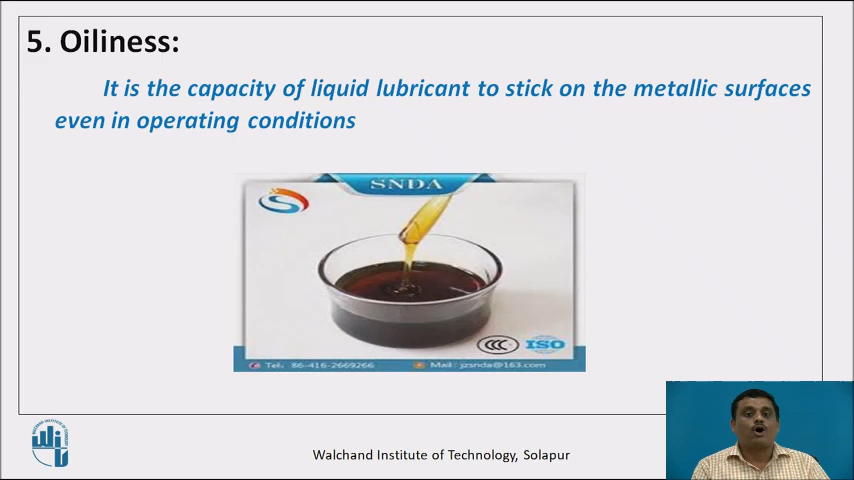 5. Oiliness:
It is the capacity of liquid lubricant to stick on the metallic surfaces
even in operating conditions
SNDA
CCC
ISO
Tel: 86-416-2669266
Mail: jzsnda@163.com
Walchand Institute of Technology, Solapur